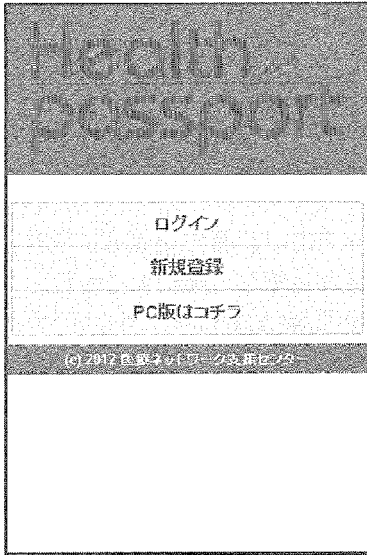 Health
passport
ログイン
新規登録
PC版はコチラ
(c) 2012 医療ネットワーク支援センター